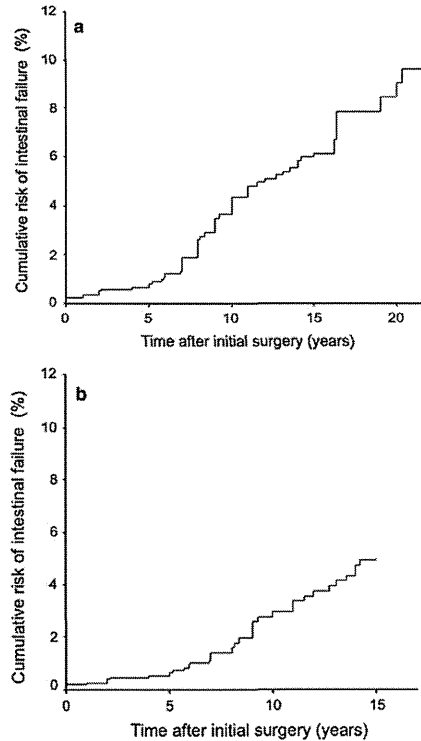 a
Cumulative risk of intestinal failure (%)
12
10
8
6
4
2
0
0 5 10 15 20
Time after initial surgery (years)
b
Cumulative risk of intestinal failure (%)
12
10
8
6
4
2
0
0 5 10 15
Time after initial surgery (years)